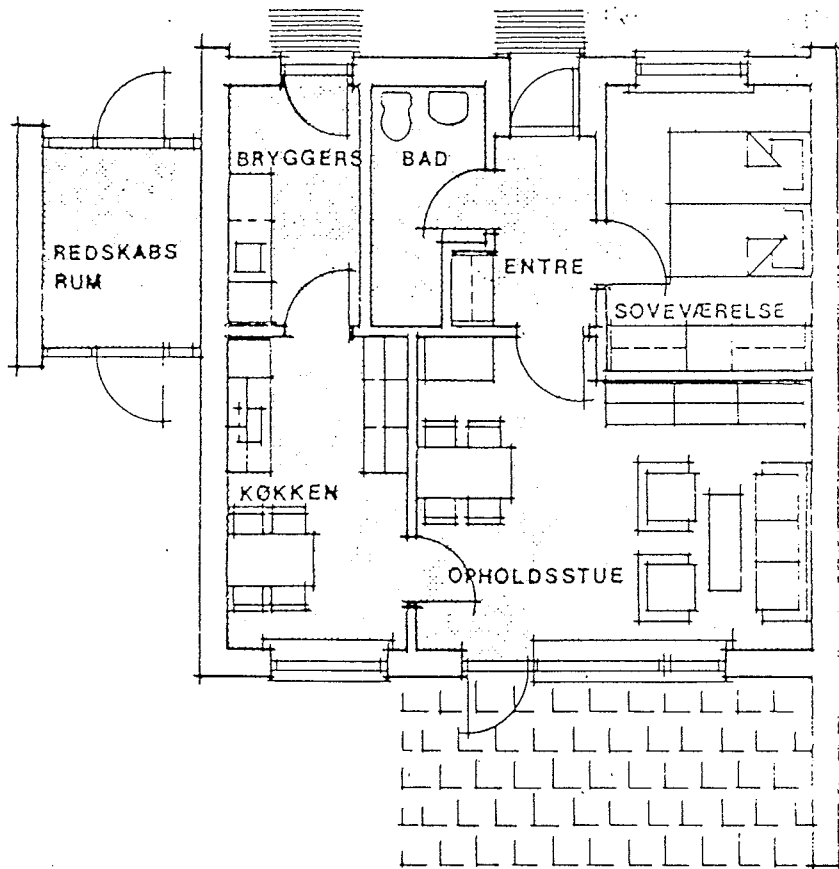 BRYGGERS
BAD
REDSKABS
RUM
ENTRE
SOVEVÆRELSE
KØKKEN
OPHOLDSSTUE